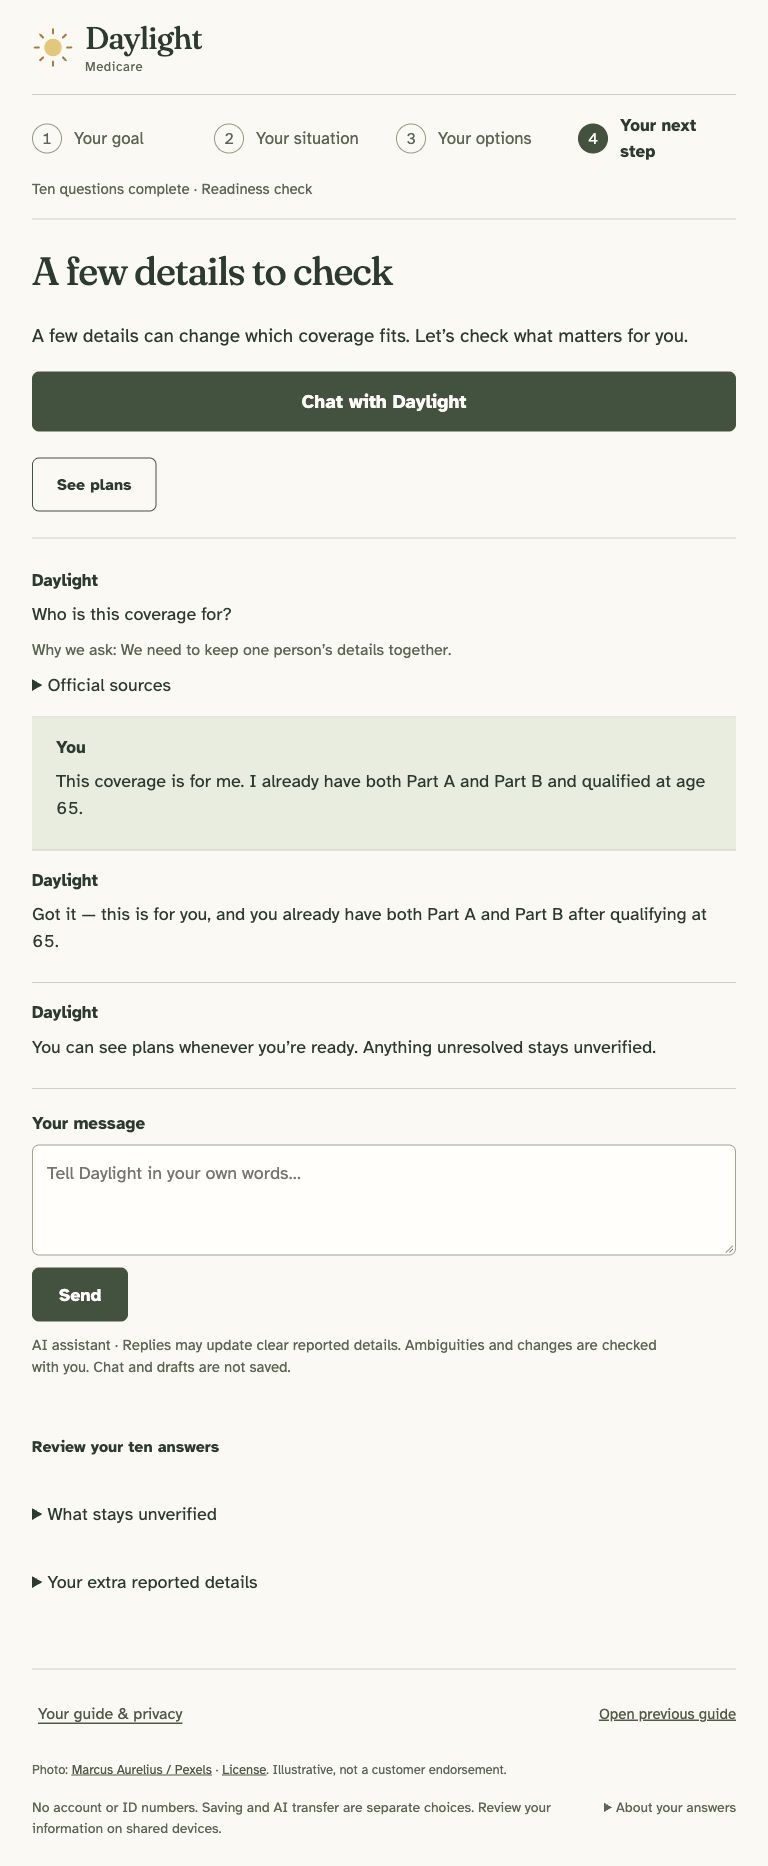 Daylight
Medicare
1 Your goal
2 Your situation
3 Your options
4 Your next
step
Ten questions complete · Readiness check
A few details to check
A few details can change which coverage fits. Let’s check what matters for you.
Chat with Daylight
See plans
Daylight
Who is this coverage for?
Why we ask: We need to keep one person’s details together.
Official sources
You
This coverage is for me. I already have both Part A and Part B and qualified at age
65.
Daylight
Got it — this is for you, and you already have both Part A and Part B after qualifying at
65.
Daylight
You can see plans whenever you’re ready. Anything unresolved stays unverified.
Your message
Tell Daylight in your own words...
Send
AI assistant · Replies may update clear reported details. Ambiguities and changes are checked
with you. Chat and drafts are not saved.
Review your ten answers
What stays unverified
Your extra reported details
Your guide & privacy
Open previous guide
Photo: Marcus Aurelius / Pexels · License. Illustrative, not a customer endorsement.
No account or ID numbers. Saving and AI transfer are separate choices. Review your
information on shared devices.
About your answers